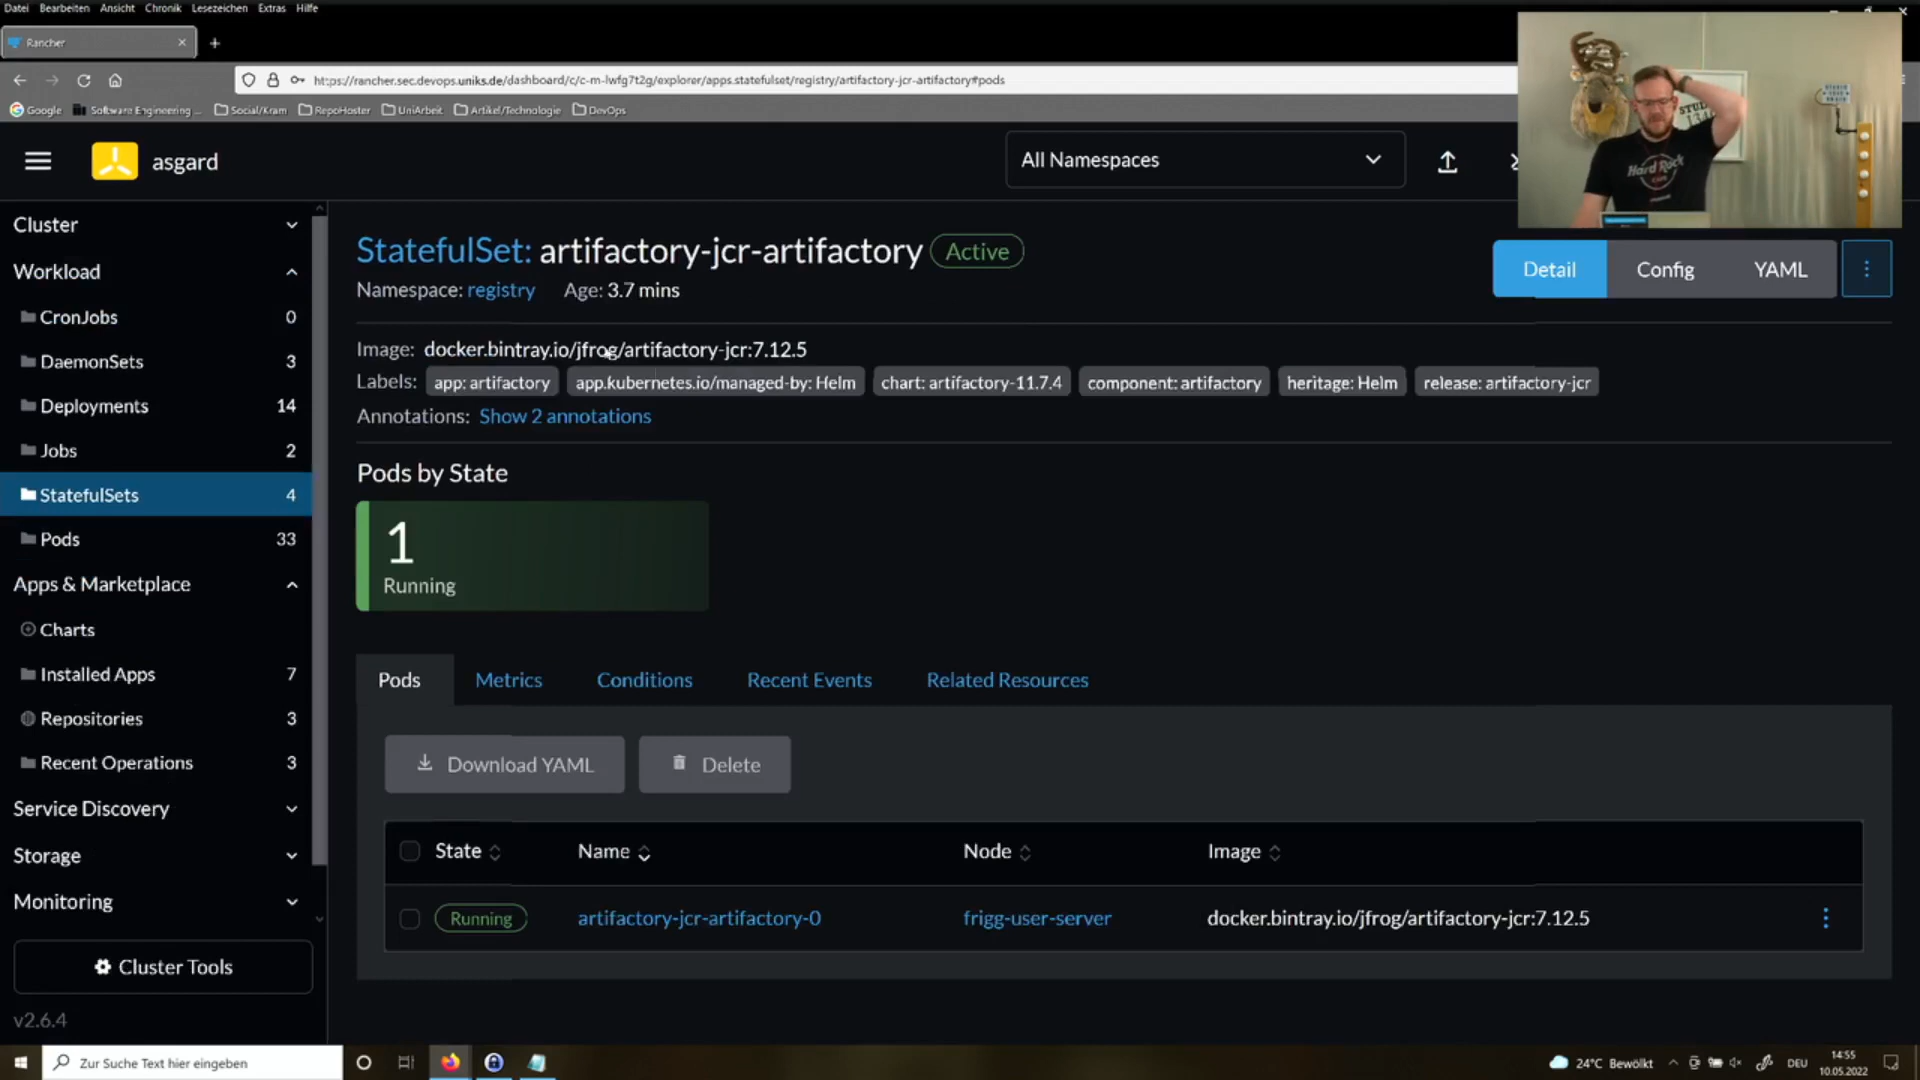 Datei Bearbeiten Ansicht Chronik Lesezeichen Extras Hilfe
Rancher
https://rancher.sec.devops.uniks.de/dashboard/c/c-m-lwfg7t2g/explorer/apps.statefulset/registry/artifactory-jcr-artifactory#pods
Google Software Engineering ... Social/Kram RepoHoster UniArbeit Artikel/Technologie DevOps
asgard
All Namespaces
Cluster
Workload
CronJobs 0
DaemonSets 3
Deployments 14
Jobs 2
StatefulSets 4
Pods 33
Apps & Marketplace
Charts
Installed Apps 7
Repositories 3
Recent Operations 3
Service Discovery
Storage
Monitoring
Cluster Tools
v2.6.4
StatefulSet: artifactory-jcr-artifactory Active
Namespace: registry Age: 3.7 mins
Detail Config YAML
Image: docker.bintray.io/jfrog/artifactory-jcr:7.12.5
Labels: app: artifactory app.kubernetes.io/managed-by: Helm chart: artifactory-11.7.4 component: artifactory heritage: Helm release: artifactory-jcr
Annotations: Show 2 annotations
Pods by State
1
Running
Pods Metrics Conditions Recent Events Related Resources
Download YAML Delete
State Name Node Image
Running artifactory-jcr-artifactory-0 frigg-user-server docker.bintray.io/jfrog/artifactory-jcr:7.12.5
Hard Rock
Zur Suche Text hier eingeben
24°C Bewölkt
DEU
14:55
10.05.2022